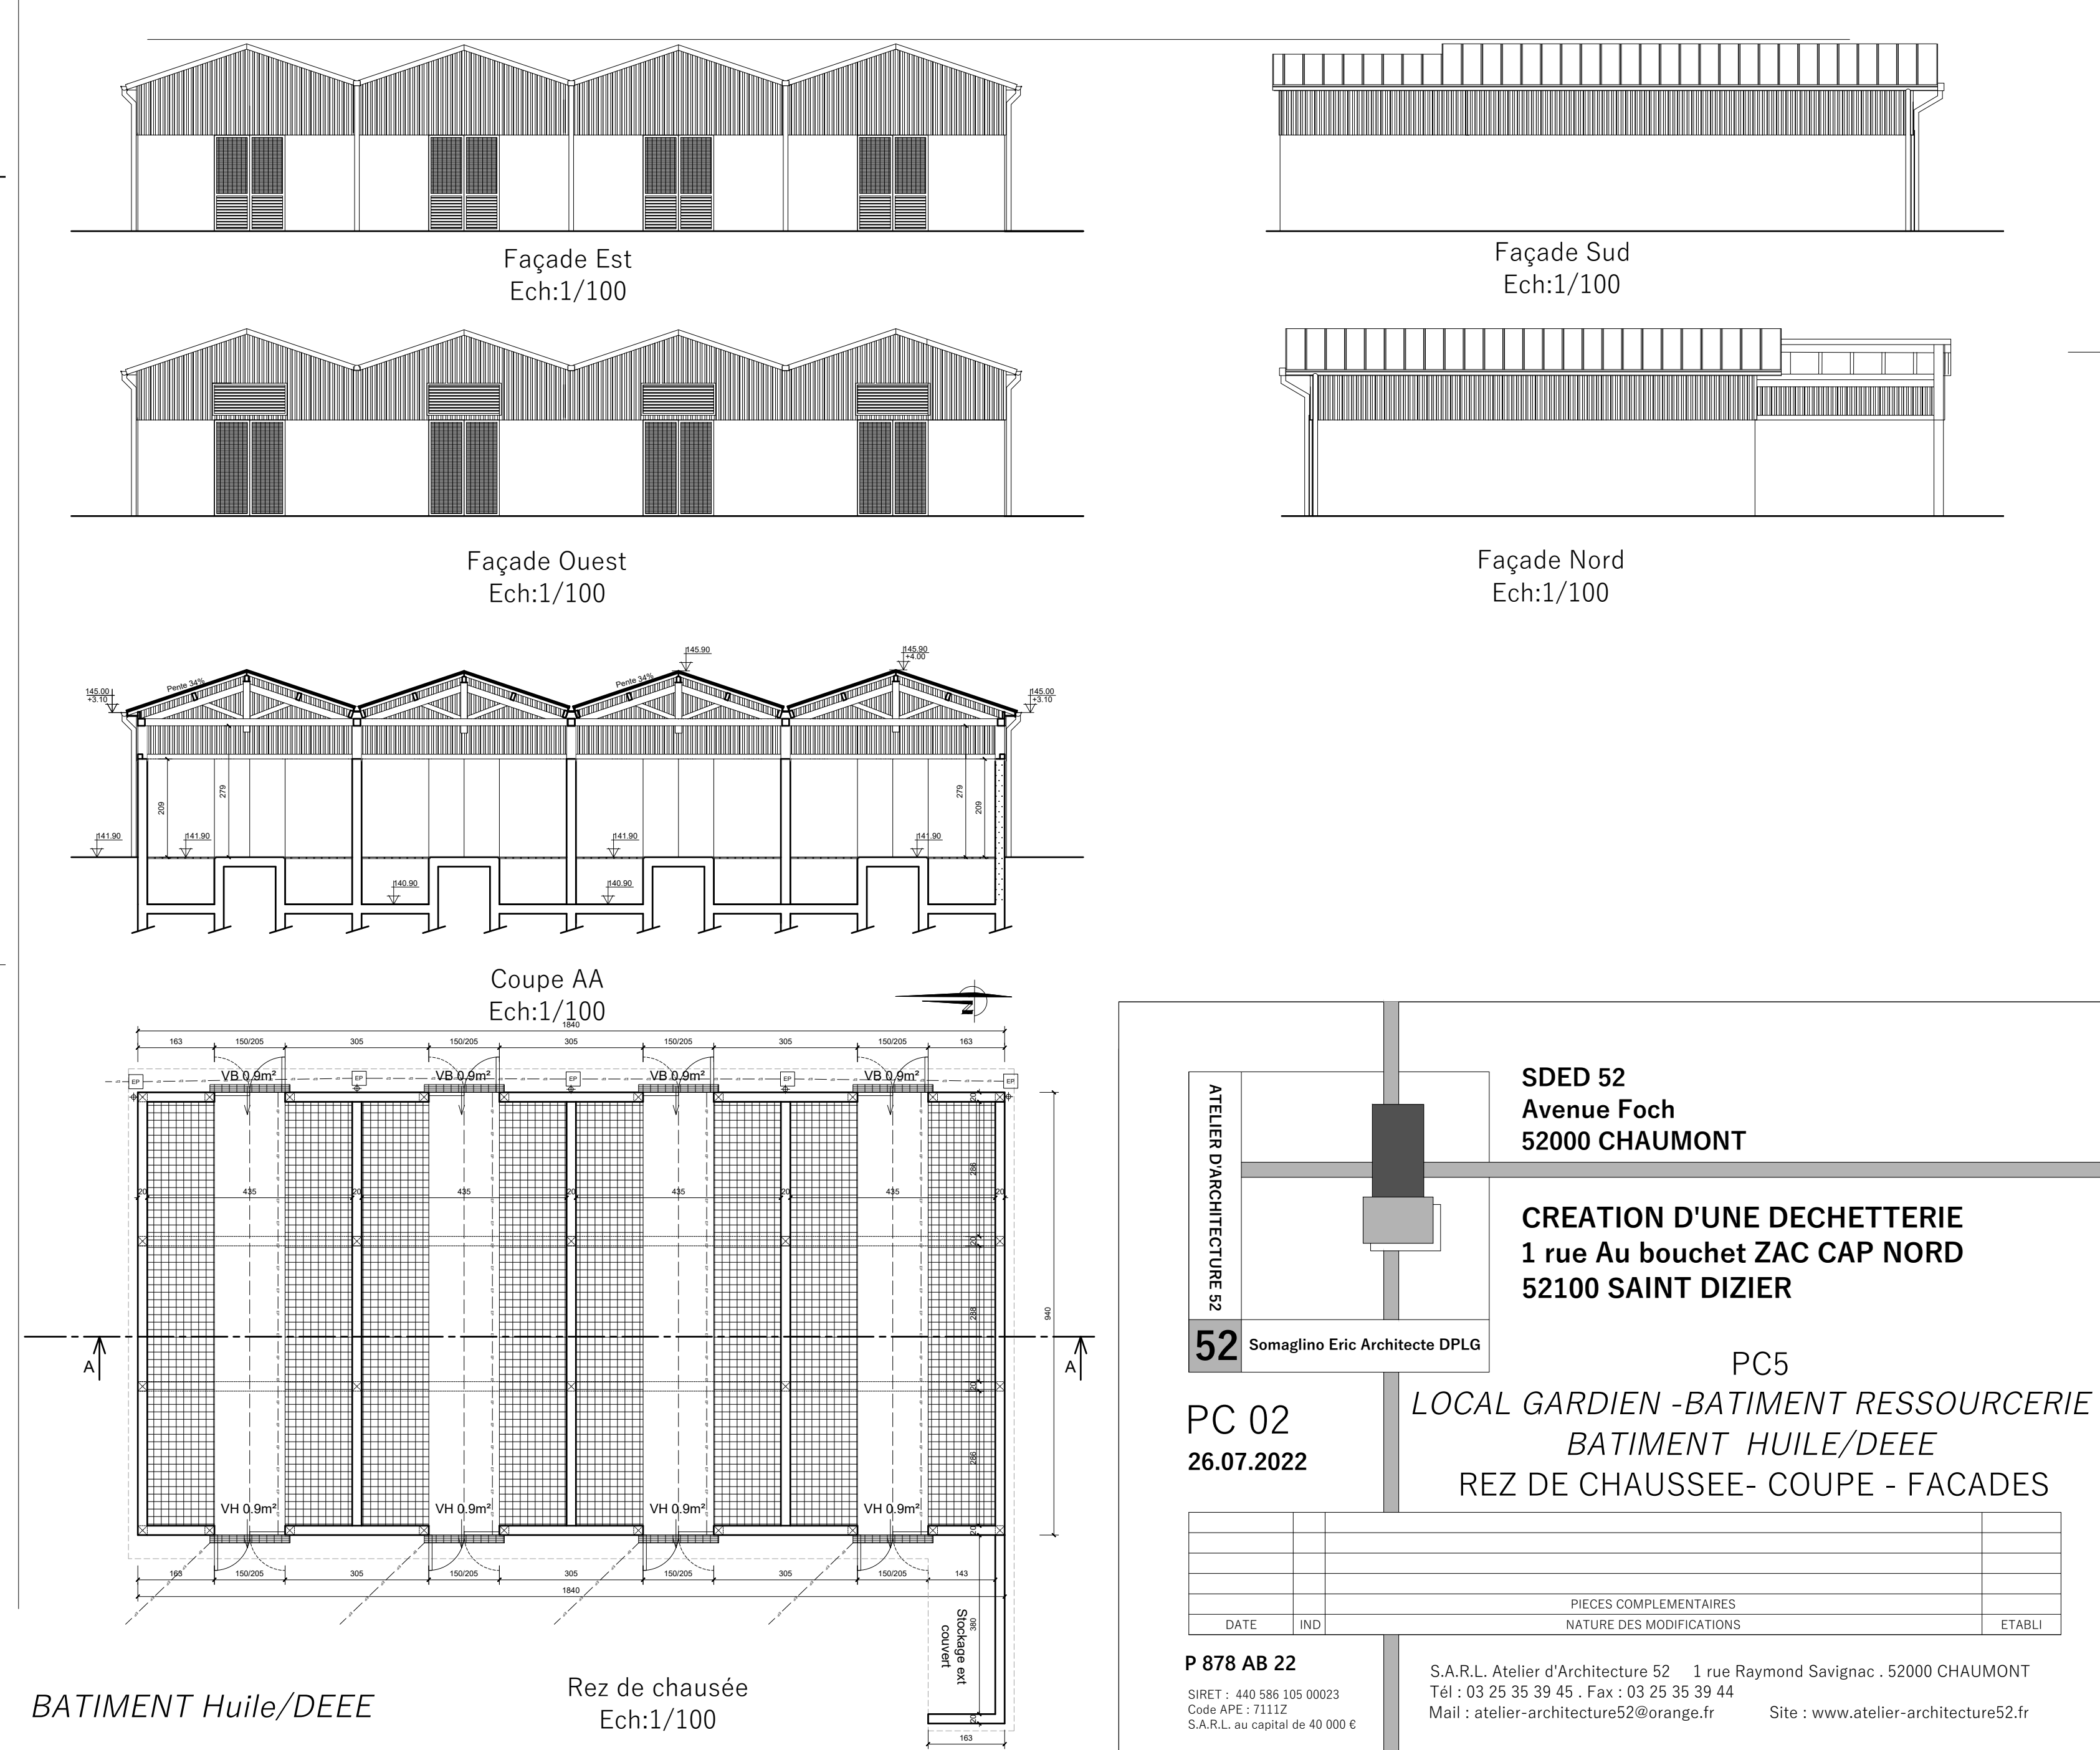 Façade Est
Ech:1/100
Façade Sud
Ech:1/100
Façade Ouest
Ech:1/100
Façade Nord
Ech:1/100
145.90
145.90
+4.00
145.00
+3.10
Pente 34%
Pente 34%
145.00
+3.10
209
279
279
209
141.90
141.90
141.90
141.90
140.90
140.90
Coupe AA
Ech:1/100
N
1840
163
150/205
305
150/205
305
150/205
305
150/205
163
EP
VB 0.9m²
EP
VB 0.9m²
EP
VB 0.9m²
EP
VB 0.9m²
EP
20
286
20
435
20
435
20
435
20
435
20
20
288
940
A
A
20
286
VH 0.9m²
VH 0.9m²
VH 0.9m²
VH 0.9m²
20
163
150/205
305
150/205
305
150/205
305
150/205
143
1840
Stockage ext
couvert
380
20
163
Rez de chausée
Ech:1/100
BATIMENT Huile/DEEE
ATELIER D'ARCHITECTURE 52
52
Somaglino Eric Architecte DPLG
SDED 52
Avenue Foch
52000 CHAUMONT
CREATION D'UNE DECHETTERIE
1 rue Au bouchet ZAC CAP NORD
52100 SAINT DIZIER
PC 02
26.07.2022
PC5
LOCAL GARDIEN -BATIMENT RESSOURCERIE
BATIMENT HUILE/DEEE
REZ DE CHAUSSEE- COUPE - FACADES
PIECES COMPLEMENTAIRES
DATE
IND
NATURE DES MODIFICATIONS
ETABLI
P 878 AB 22
SIRET : 440 586 105 00023
Code APE : 7111Z
S.A.R.L. au capital de 40 000 €
S.A.R.L. Atelier d'Architecture 52 1 rue Raymond Savignac . 52000 CHAUMONT
Tél : 03 25 35 39 45 . Fax : 03 25 35 39 44
Mail : atelier-architecture52@orange.fr Site : www.atelier-architecture52.fr